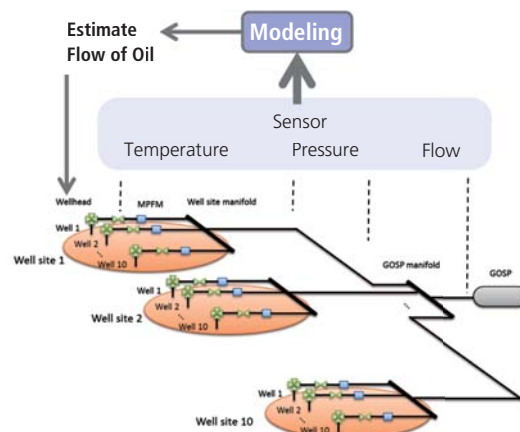 Estimate
Flow of Oil
Modeling
Sensor
Temperature Pressure Flow
Wellhead MPFM Well site manifold
Well 1
Well 2
Well 10
Well site 1
GOSP manifold
GOSP
Well 1
Well 2
Well 10
Well site 2
Well 1
Well 2
Well 10
Well site 10